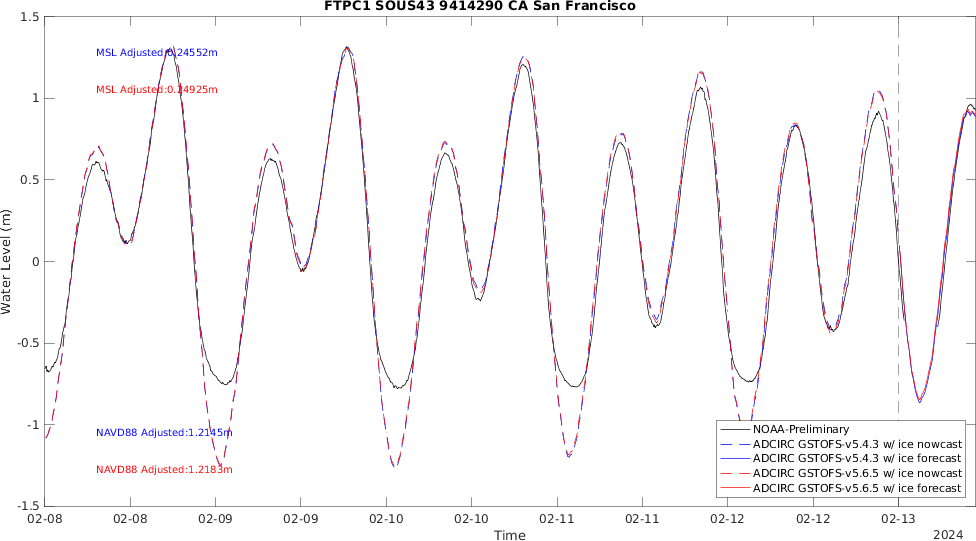 FTPC1 SOUS43 9414290 CA San Francisco
1.5
MSL Adjusted:0.24552m
MSL Adjusted:0.24925m
1
0.5
0
-0.5
-1
-1.5
Water Level (m)
NAVD88 Adjusted:1.2145m
NAVD88 Adjusted:1.2183m
NOAA-Preliminary
ADCIRC GSTOFS-v5.4.3 w/ ice nowcast
ADCIRC GSTOFS-v5.4.3 w/ ice forecast
ADCIRC GSTOFS-v5.6.5 w/ ice nowcast
ADCIRC GSTOFS-v5.6.5 w/ ice forecast
02-08 02-08 02-09 02-09 02-10 02-10 02-11 02-11 02-12 02-12 02-13
Time
2024